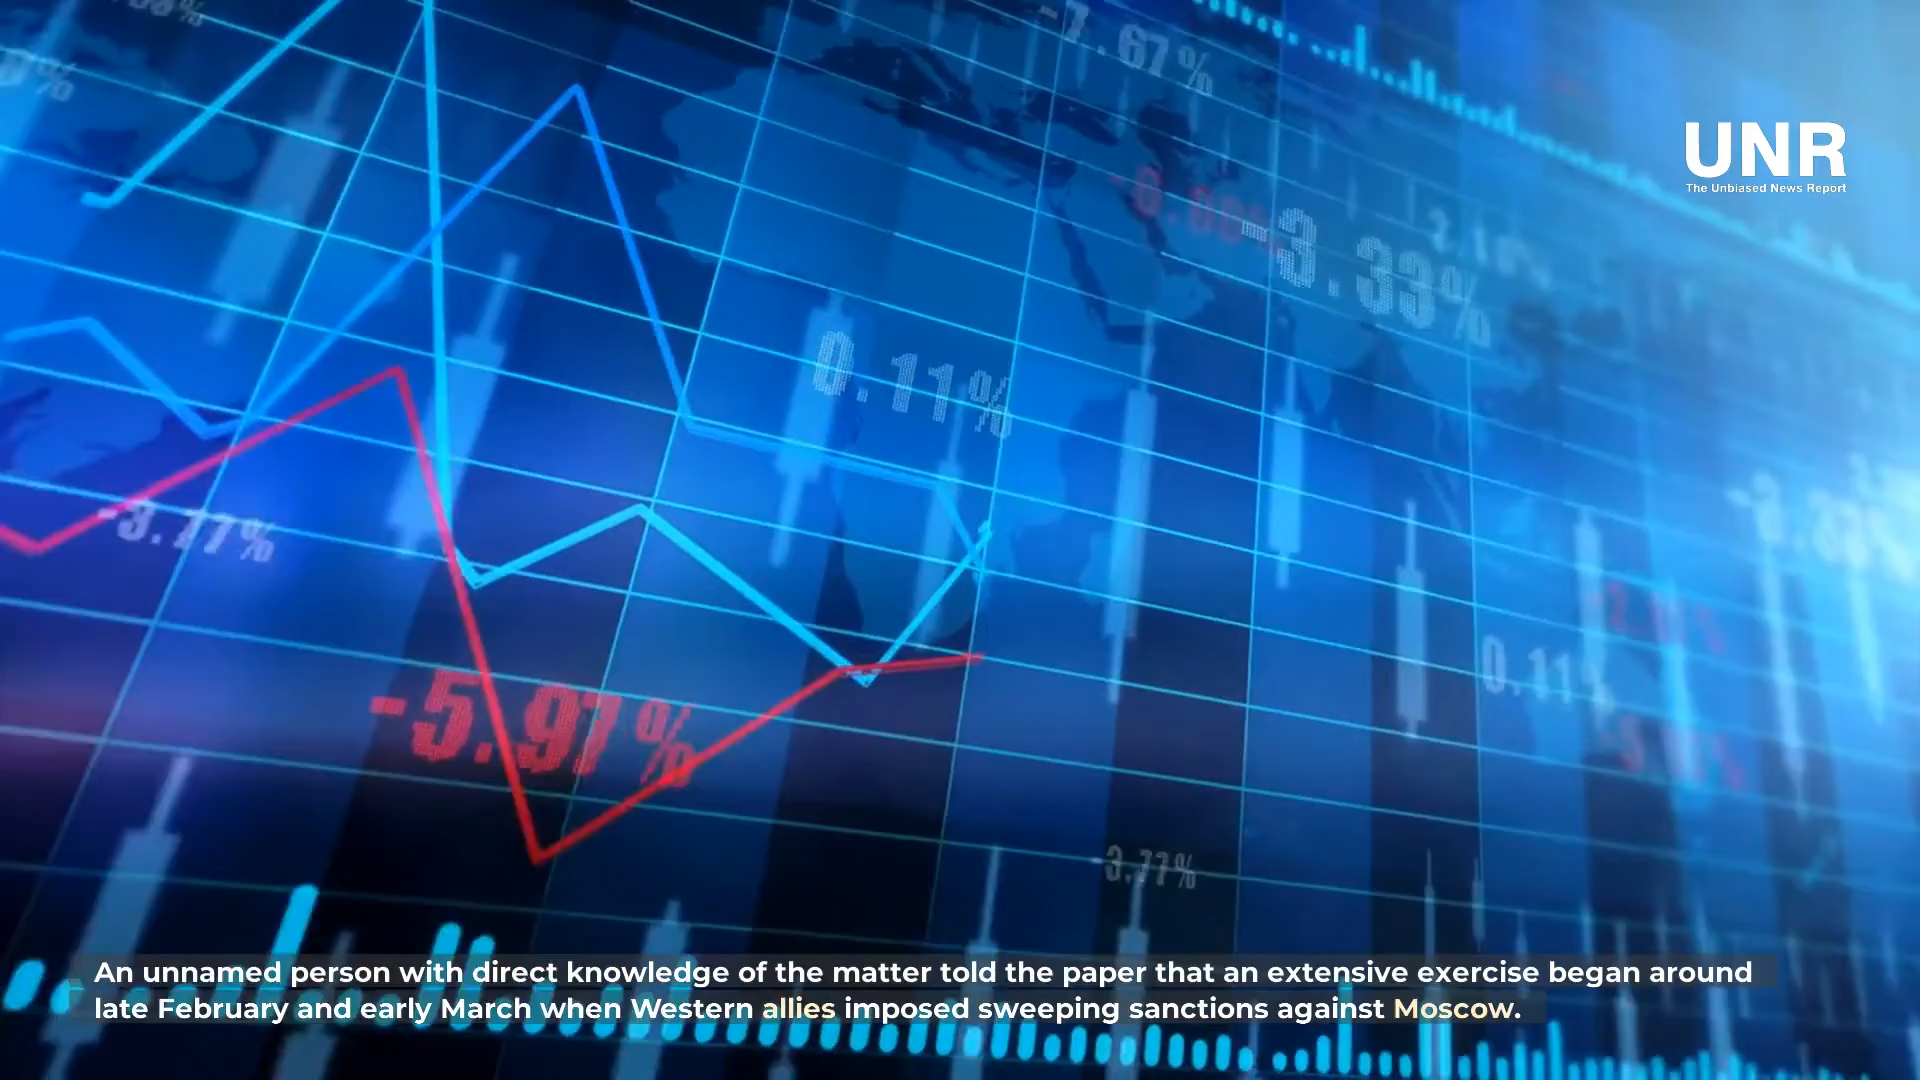 -7.67%
UNR
The Unbiased News Report
-3.33%
0.11%
-3.77%
0.11%
-5.97%
-3.77%
An unnamed person with direct knowledge of the matter told the paper that an extensive exercise began around
late February and early March when Western allies imposed sweeping sanctions against Moscow.